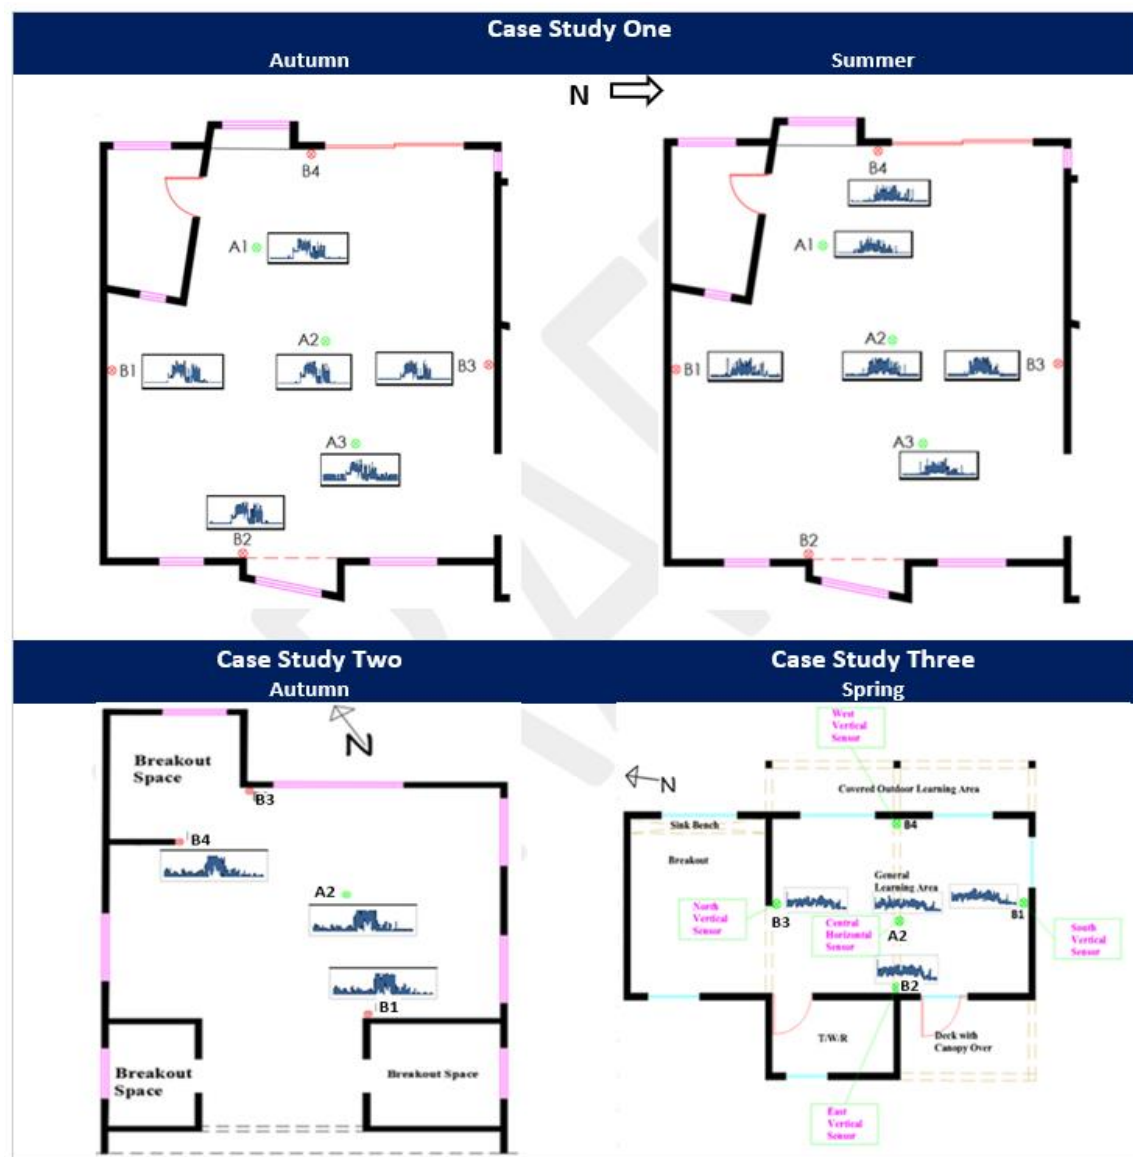 Case Study One
Autumn
Summer
N
B4
A1
A2
B1
B3
A3
B2
B4
A1
A2
B1
B3
A3
B2
Case Study Two
Autumn
Case Study Three
Spring
N
Breakout
Space
B3
B4
A2
B1
Breakout
Space
Breakout Space
West
Vertical
Sensor
N
Covered Outdoor Learning Area
Sink Bench
B4
Breakout
General
Learning Area
North
Vertical
Sensor
B3
Central
Horizontal
Sensor
A2
B1
South
Vertical
Sensor
B2
T/W/R
Deck with
Canopy Over
East
Vertical
Sensor